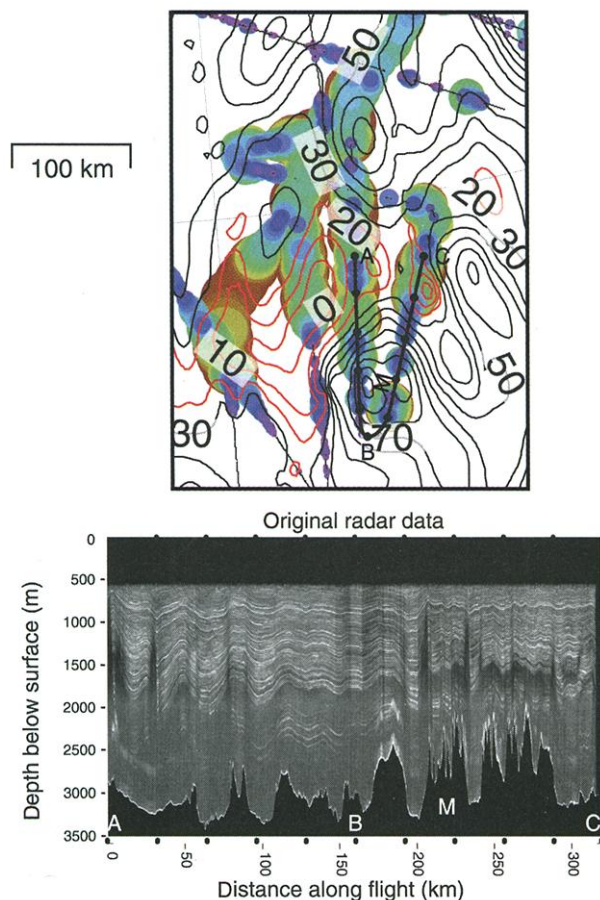 50
100 km
30
20
20
30
A
C
0
10
50
M
30
70
B
Original radar data
0
500
1000
1500
2000
2500
3000
3500
Depth below surface (m)
A
B
M
C
0
50
100
150
200
250
300
Distance along flight (km)